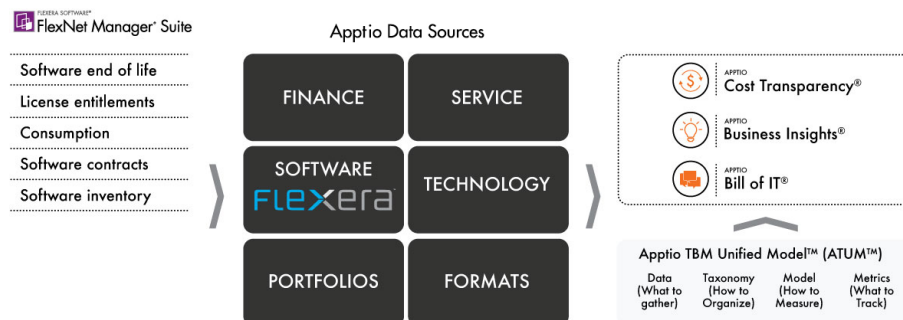 FLEXERA SOFTWARE®
FlexNet Manager® Suite
Software end of life
License entitlements
Consumption
Software contracts
Software inventory
Apptio Data Sources
FINANCE
SERVICE
SOFTWARE
FLEXERA
TECHNOLOGY
PORTFOLIOS
FORMATS
APPTIO
Cost Transparency®
APPTIO
Business Insights®
APPTIO
Bill of IT®
Apptio TBM Unified Model™ (ATUM™)
Data
(What to
gather)
Taxonomy
(How to
Organize)
Model
(How to
Measure)
Metrics
(What to
Track)